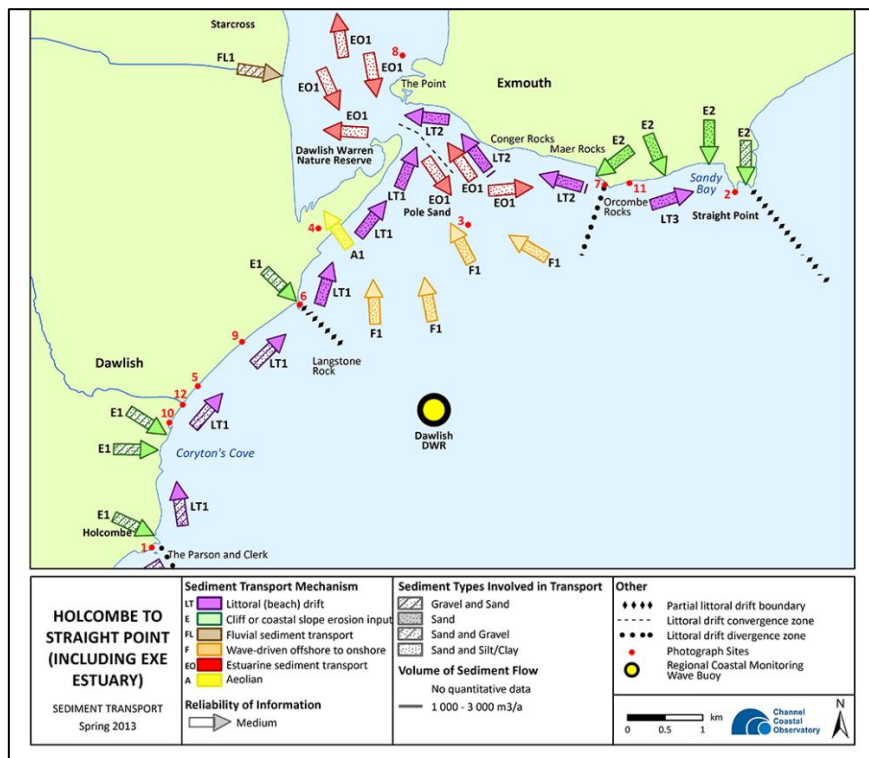 Starcross
FL1
EO1
8
EO1
The Point
Exmouth
EO1
EO1
LT2
Conger Rocks
Maer Rocks
E2
E2
E2
E2
Dawlish Warren
Nature Reserve
LT2
LT1
EO1
EO1
EO1
LT2
7
11
Orcombe
Rocks
Sandy
Bay
2
Straight Point
LT3
Pole Sand
3
4
LT1
A1
E1
F1
F1
LT1
6
F1
F1
Langstone
Rock
9
LT1
Dawlish
5
12
10
E1
LT1
Dawlish
DWR
E1
Coryton's Cove
LT1
E1
Holcombe
1
The Parson and Clerk
HOLCOMBE TO
STRAIGHT POINT
(INCLUDING EXE
ESTUARY)
SEDIMENT TRANSPORT
Spring 2013
Sediment Transport Mechanism
LT Littoral (beach) drift
E Cliff or coastal slope erosion input
FL Fluvial sediment transport
F Wave-driven offshore to onshore
EO Estuarine sediment transport
A Aeolian
Reliability of Information
Medium
Sediment Types Involved in Transport
Gravel and Sand
Sand
Sand and Gravel
Sand and Silt/Clay
Volume of Sediment Flow
No quantitative data
1 000 - 3 000 m3/a
Other
Partial littoral drift boundary
Littoral drift convergence zone
Littoral drift divergence zone
Photograph Sites
Regional Coastal Monitoring
Wave Buoy
0 0.5 1 km
Channel
Coastal
Observatory
N